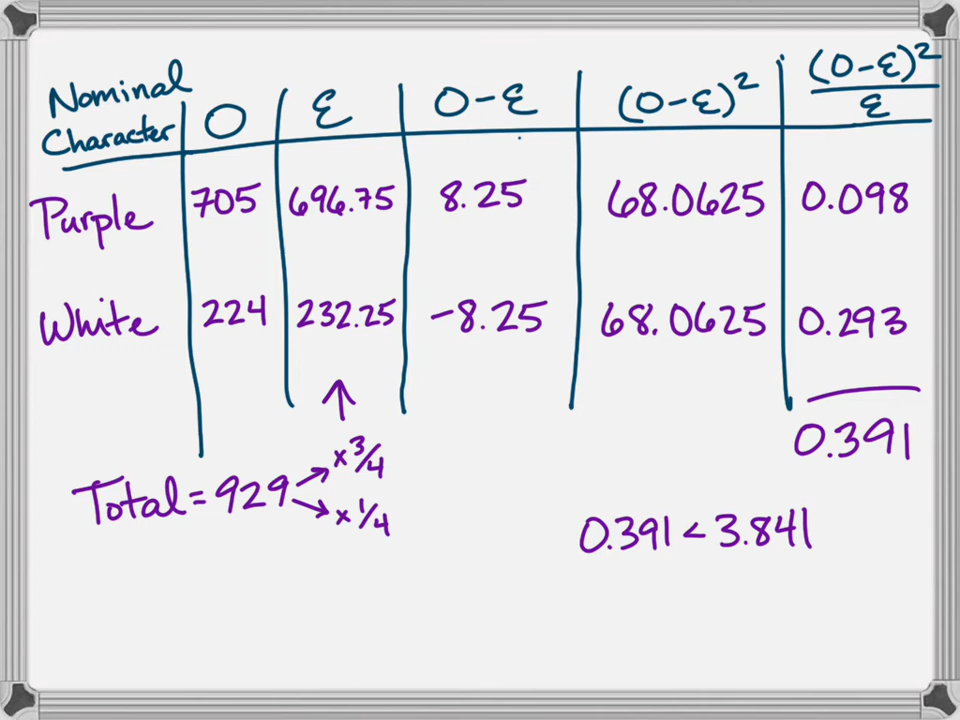 Nominal Character O ε O-ε (O-ε)² (O-ε)²/ε
Purple 705 696.75 8.25 68.0625 0.098
White 224 232.25 -8.25 68.0625 0.293
0.391
Total = 929 x 3/4
x 1/4
0.391 < 3.841